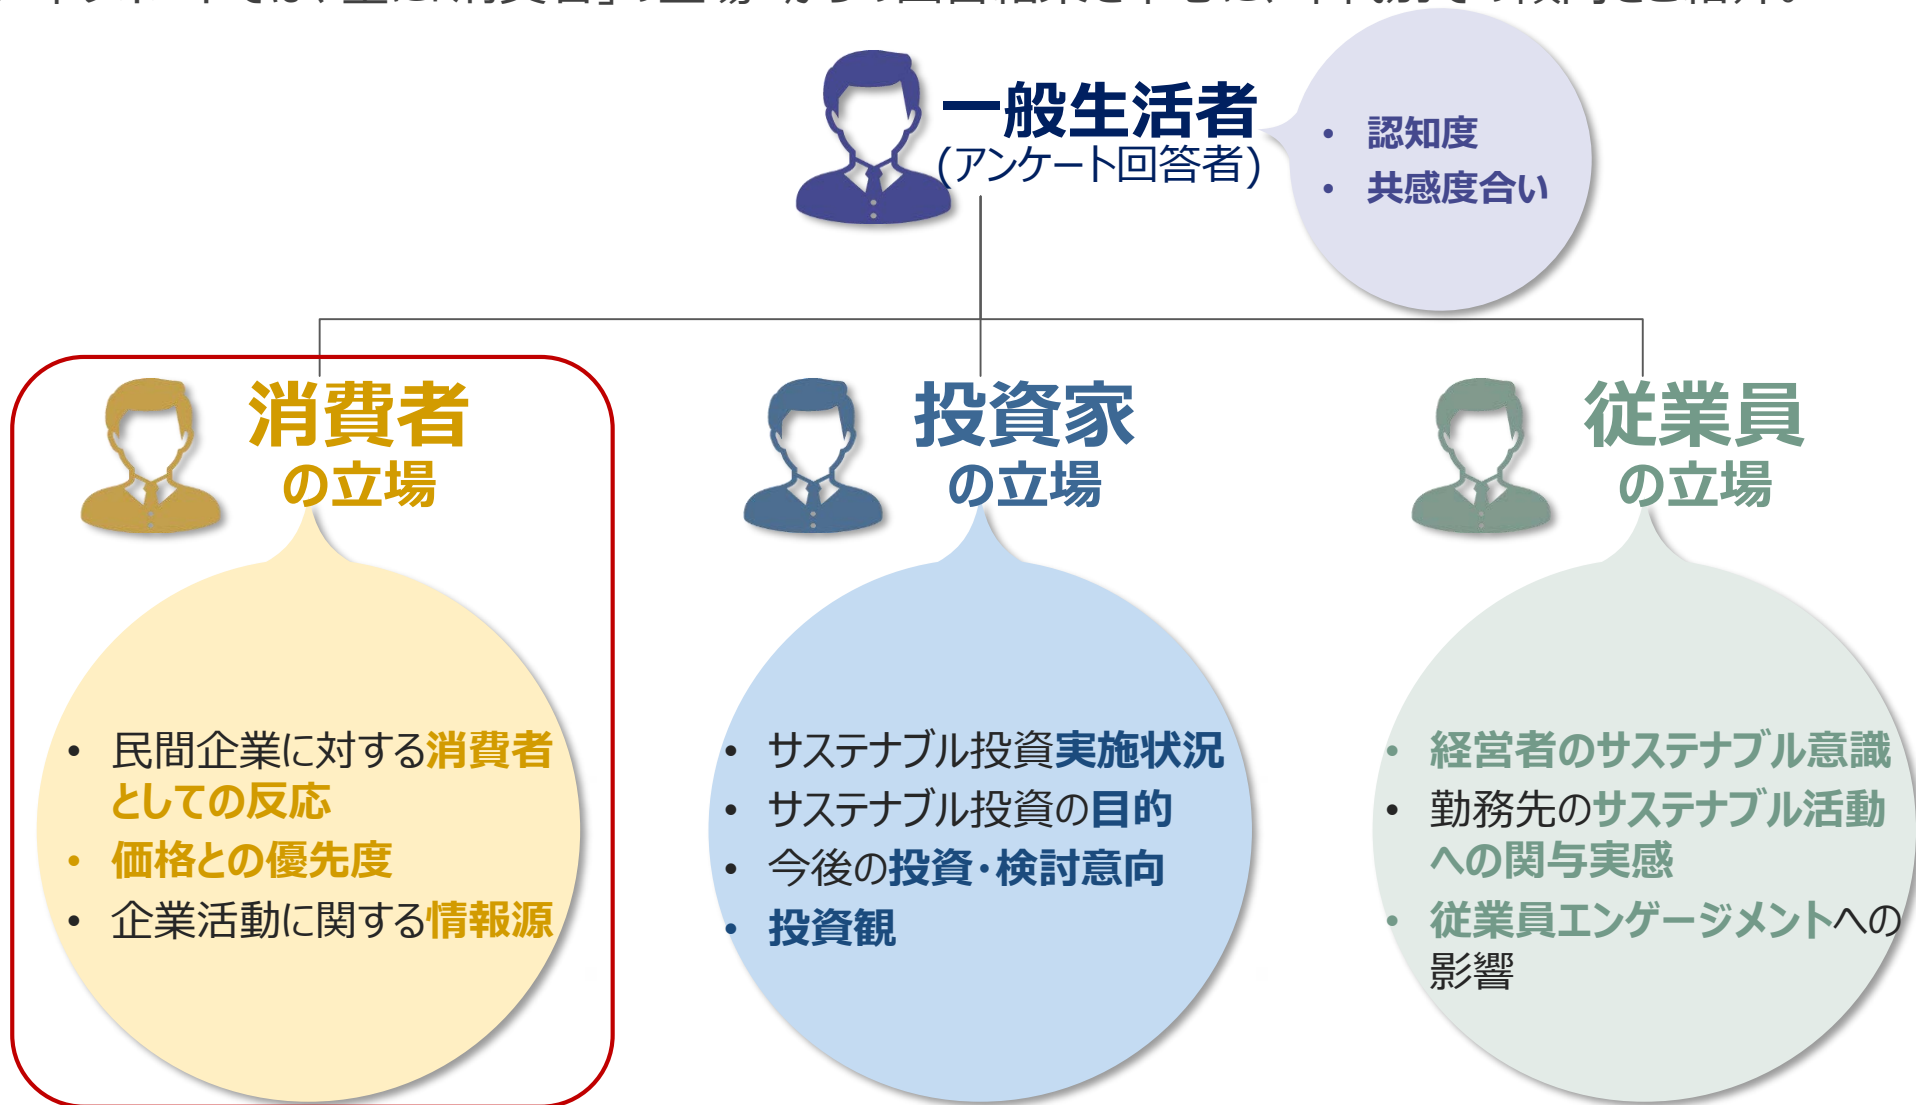 一般生活者
(アンケート回答者)
• 認知度
• 共感度合い
消費者
の立場
• 民間企業に対する消費者
としての反応
• 価格との優先度
• 企業活動に関する情報源
投資家
の立場
• サステナブル投資実施状況
• サステナブル投資の目的
• 今後の投資・検討意向
• 投資観
従業員
の立場
• 経営者のサステナブル意識
• 勤務先のサステナブル活動
への関与実感
• 従業員エンゲージメントへの
影響